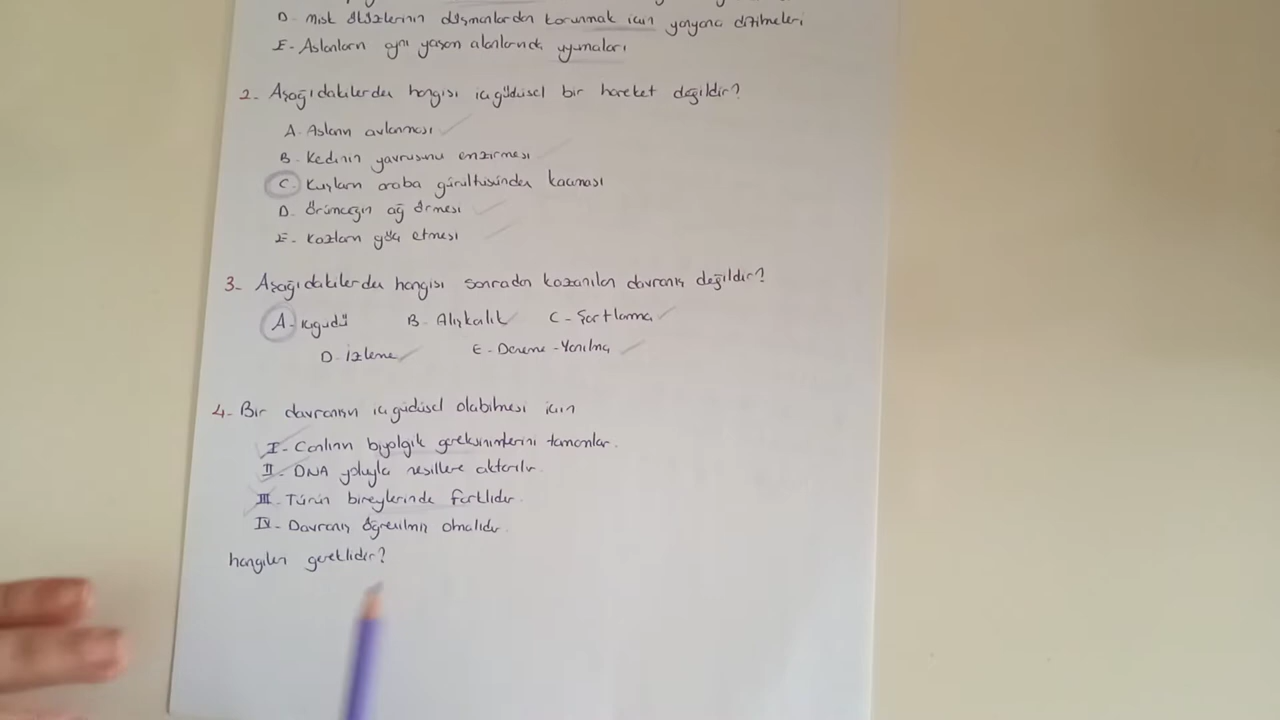 D- Misk öküzlerinin düşmanlardan korunmak için yanyana dizilmeleri
E- Aslanların aynı yaşam alanlarında uyumaları
2- Aşağıdakilerden hangisi içgüdüsel bir hareket değildir?
A- Aslanın avlanması
B- Kedinin yavrusunu emzirmesi
C- Kuşların araba gürültüsünden kaçması
D- Örümceğin ağ örmesi
E- Kazların göç etmesi
3- Aşağıdakilerden hangisi sonradan kazanılan davranış değildir?
A- İçgüdü B- Alışkanlık C- Şartlanma
D- İzleme E- Deneme-Yanılma
4- Bir davranışın içgüdüsel olabilmesi için
I- Canlının biyolojik gereksinimlerini tamamlar.
II- DNA yoluyla nesillere aktarılır.
III- Türün bireylerinde farklıdır.
IV- Davranış öğrenilmiş olmalıdır.
hangileri gereklidir?